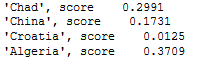 'Chad', score    0.2991
'China', score    0.1731
'Croatia', score    0.0125
'Algeria', score    0.3709